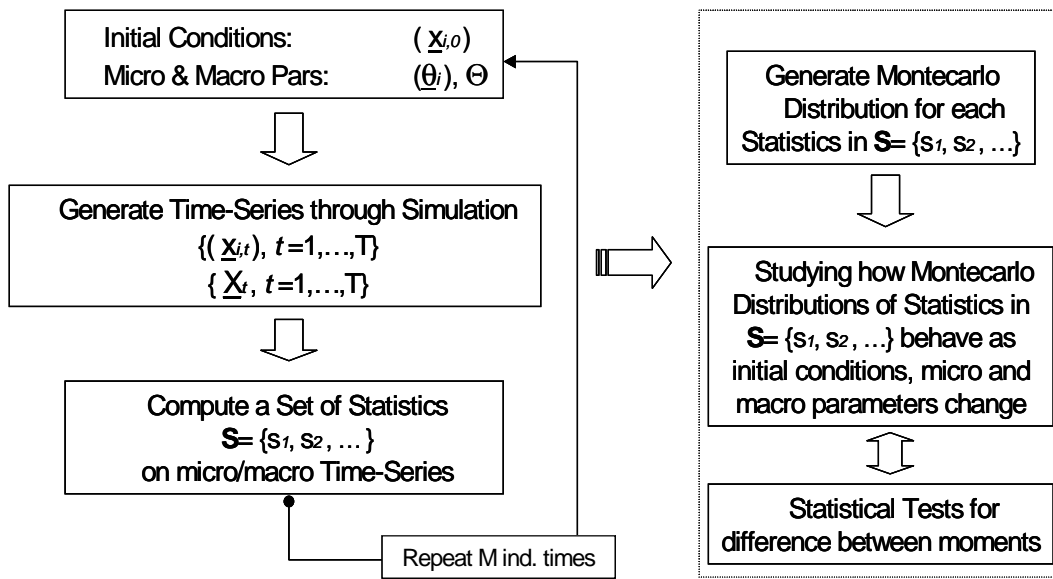 Initial Conditions: (x_i,0)
Micro & Macro Pars: (θ_i), Θ
Generate Time-Series through Simulation
{(x_i,t), t=1,…,T}
{X_t, t=1,…,T}
Compute a Set of Statistics
S= {s1, s2, … }
on micro/macro Time-Series
Repeat M ind. times
Generate Montecarlo
Distribution for each
Statistics in S= {s1, s2, …}
Studying how Montecarlo
Distributions of Statistics in
S= {s1, s2, …} behave as
initial conditions, micro and
macro parameters change
Statistical Tests for
difference between moments